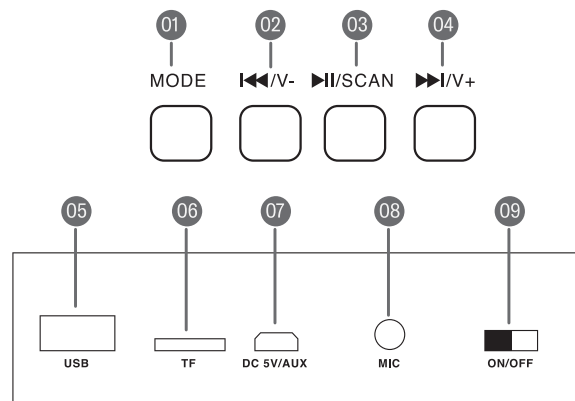 01 02 03 04
MODE ⏮/V- ⏯/SCAN ⏭/V+
05 06 07 08 09
USB TF DC 5V/AUX MIC ON/OFF